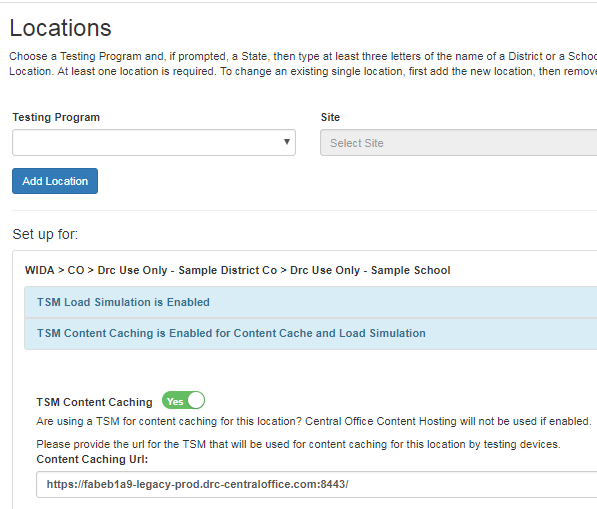 Locations
Choose a Testing Program and, if prompted, a State, then type at least three letters of the name of a District or a Schoo
Location. At least one location is required. To change an existing single location, first add the new location, then remove
Testing Program
Site
Select Site
Add Location
Set up for:
WIDA > CO > Drc Use Only - Sample District Co > Drc Use Only - Sample School
TSM Load Simulation is Enabled
TSM Content Caching is Enabled for Content Cache and Load Simulation
TSM Content Caching Yes
Are using a TSM for content caching for this location? Central Office Content Hosting will not be used if enabled.
Please provide the url for the TSM that will be used for content caching for this location by testing devices.
Content Caching Url:
https://fabeb1a9-legacy-prod.drc-centraloffice.com:8443/